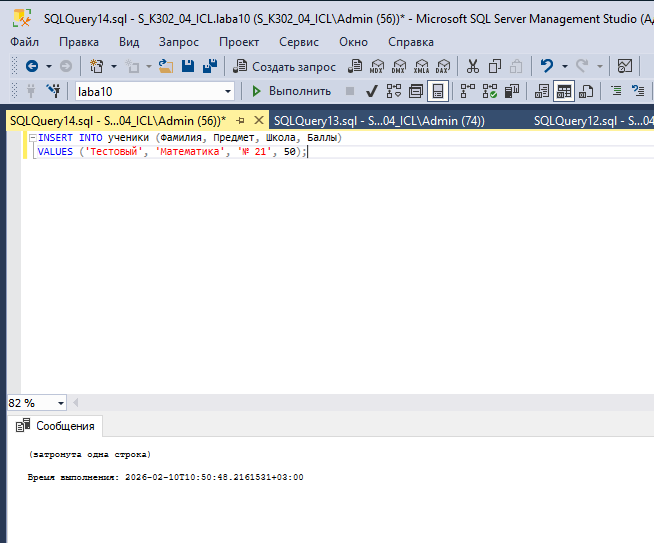 SQLQuery14.sql - S_K302_04_ICL.laba10 (S_K302_04_ICL\Admin (56))* - Microsoft SQL Server Management Studio (А
Файл Правка Вид Запрос Проект Сервис Окно Справка
Создать запрос MDX DMX XMLA DAX
laba10 Выполнить
SQLQuery14.sql - S...04_ICL\Admin (56))* SQLQuery13.sql - S...04_ICL\Admin (74)) SQLQuery12.sql - S...04
INSERT INTO ученики (Фамилия, Предмет, Школа, Баллы)
VALUES ('Тестовый', 'Математика', '№ 21', 50);
82 %
Сообщения
(затронута одна строка)
Время выполнения: 2026-02-10T10:50:48.2161531+03:00